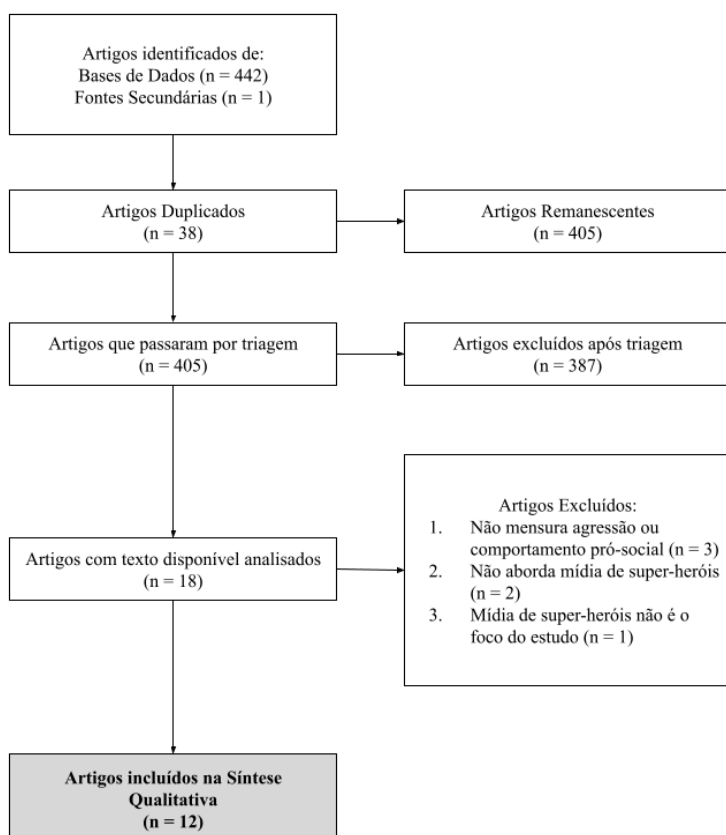 Artigos identificados de:
Bases de Dados (n = 442)
Fontes Secundárias (n = 1)
Artigos Duplicados
(n = 38)
Artigos Remanescentes
(n = 405)
Artigos que passaram por triagem
(n = 405)
Artigos excluídos após triagem
(n = 387)
Artigos com texto disponível analisados
(n = 18)
Artigos Excluídos:
1. Não mensura agressão ou
comportamento pró-social (n = 3)
2. Não aborda mídia de super-heróis
(n = 2)
3. Mídia de super-heróis não é o
foco do estudo (n = 1)
Artigos incluídos na Síntese
Qualitativa
(n = 12)